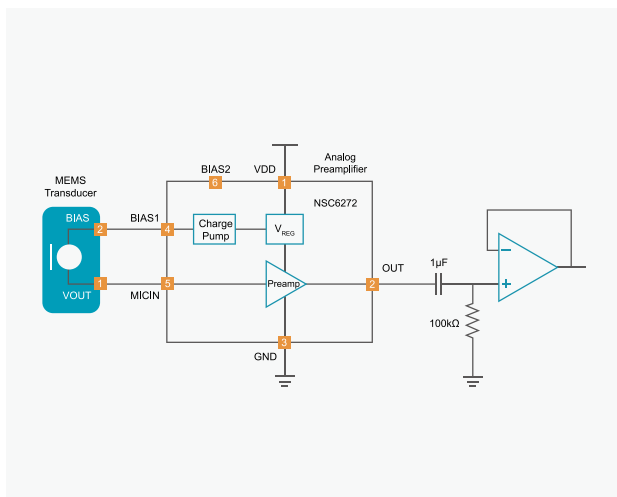 Analog
Preamplifier
BIAS2
VDD
6
1
MEMS
Transducer
NSC6272
BIAS
2
BIAS1
4
Charge
Pump
VREG
VOUT
1
MICIN
5
Preamp
2
OUT
1μF
100kΩ
−
+
3
GND